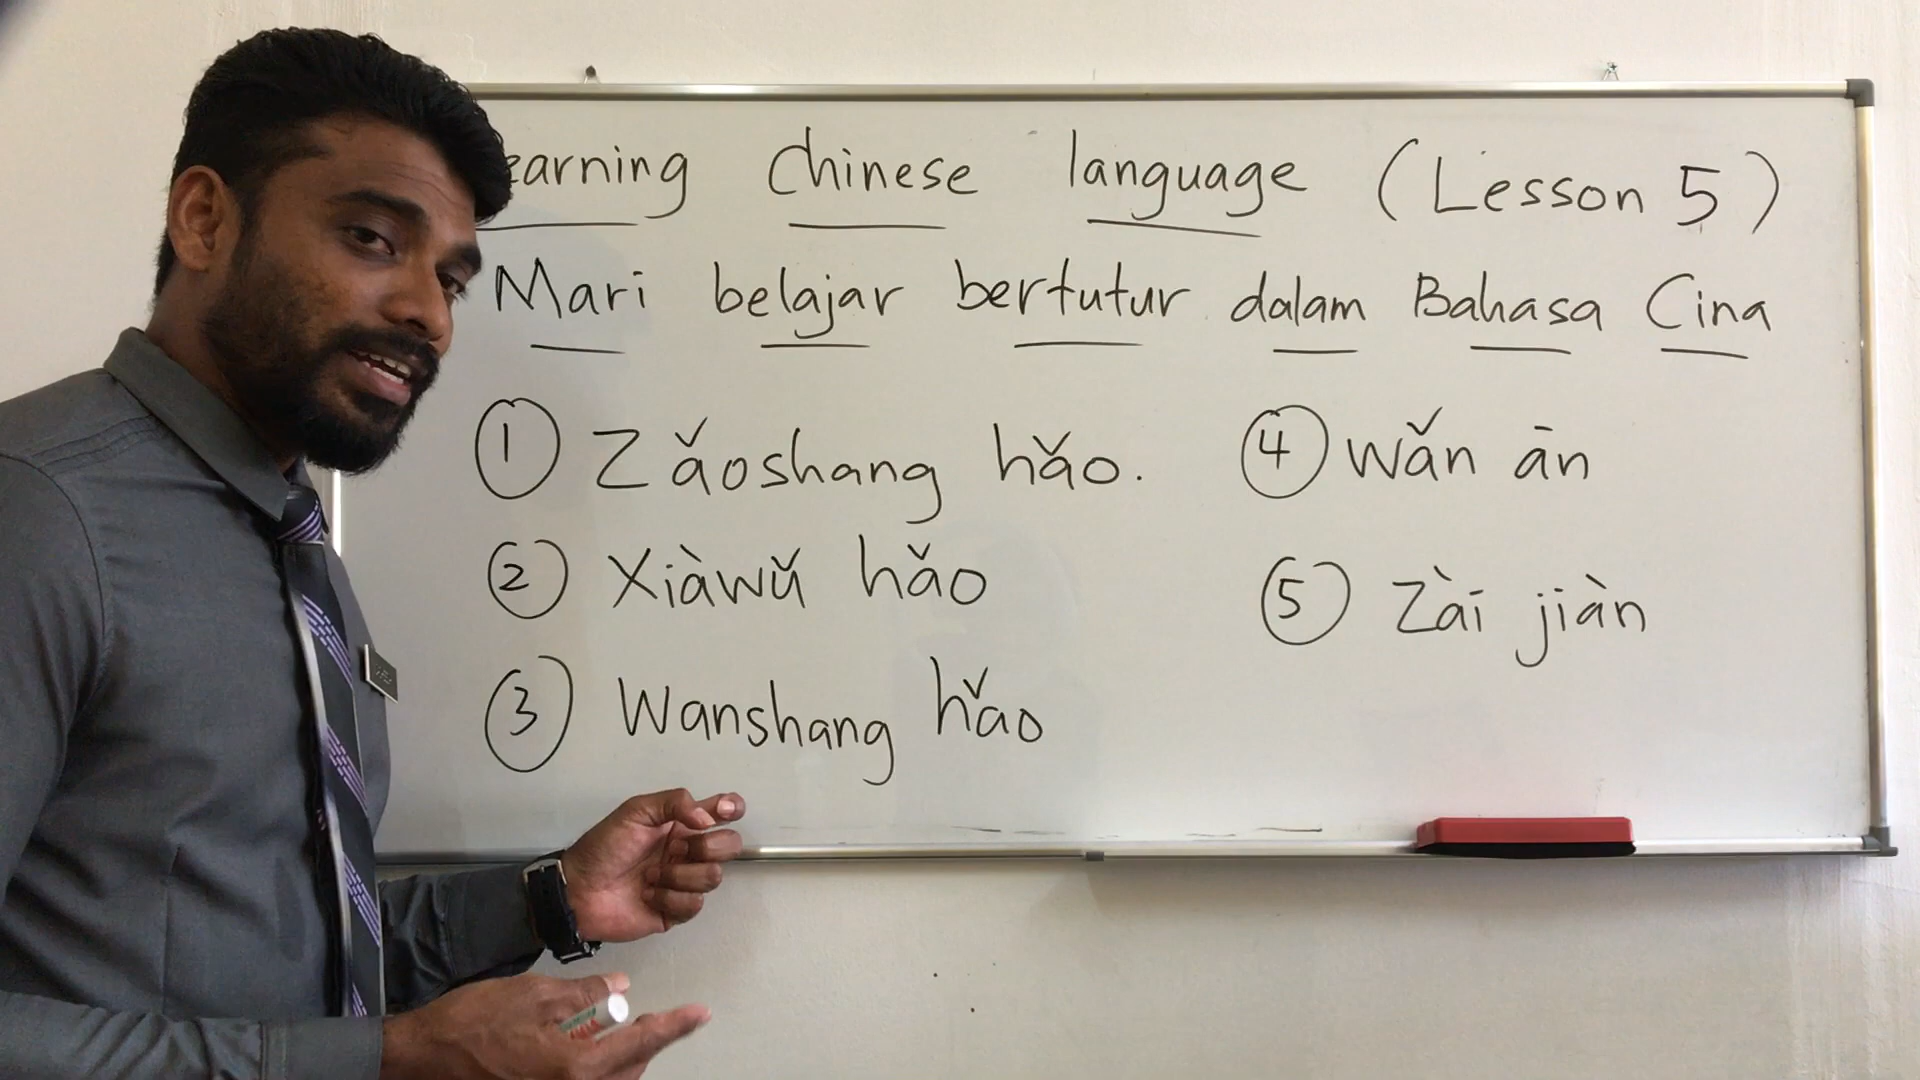 earning Chinese language (Lesson 5)
Mari belajar bertutur dalam Bahasa Cina
① Zǎoshang hǎo.
② Xiàwǔ hǎo
③ Wanshang hǎo
④ Wǎn ān
⑤ Zài jiàn